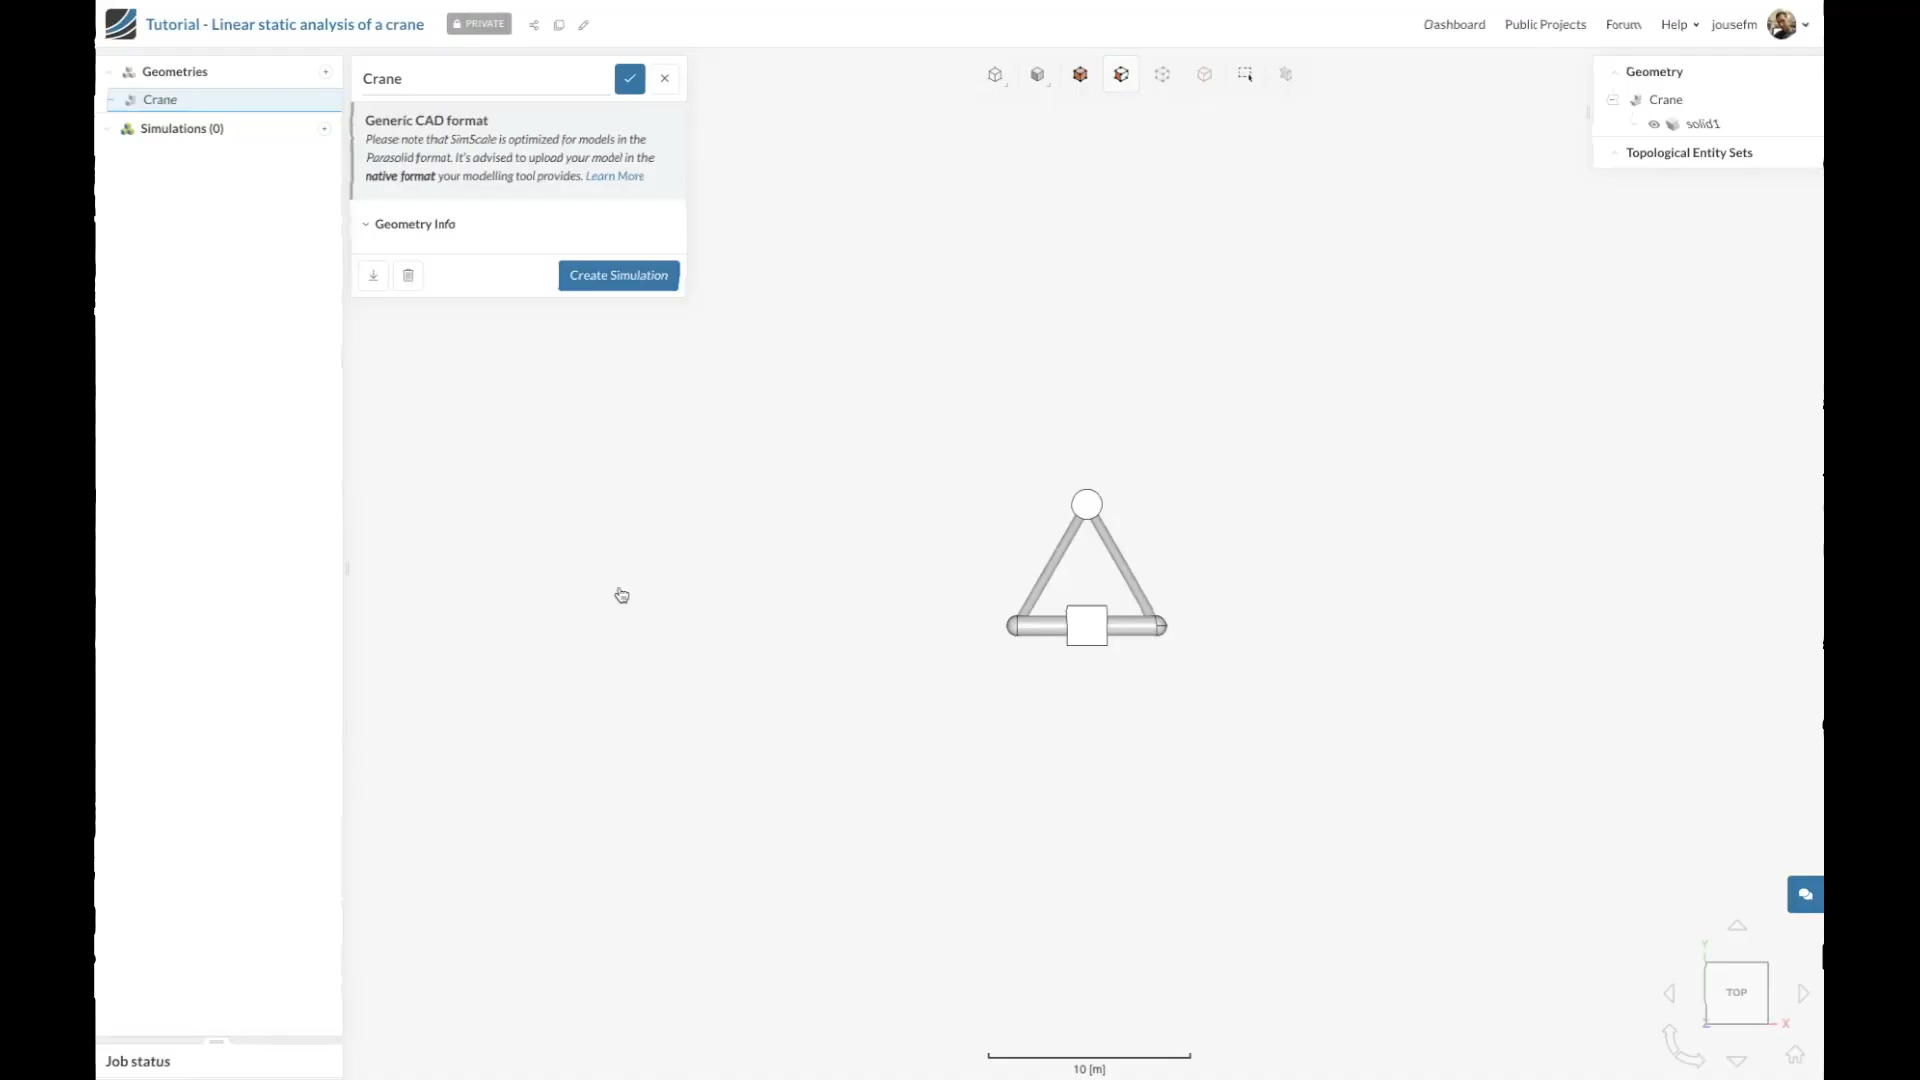 Tutorial - Linear static analysis of a crane
PRIVATE
Dashboard
Public Projects
Forum
Help
jousefm
Geometries
Crane
Simulations (0)
Crane
Generic CAD format
Please note that SimScale is optimized for models in the
Parasolid format. It's advised to upload your model in the
native format your modelling tool provides. Learn More
Geometry Info
Create Simulation
Geometry
Crane
solid1
Topological Entity Sets
Y
TOP
Z
X
10 [m]
Job status